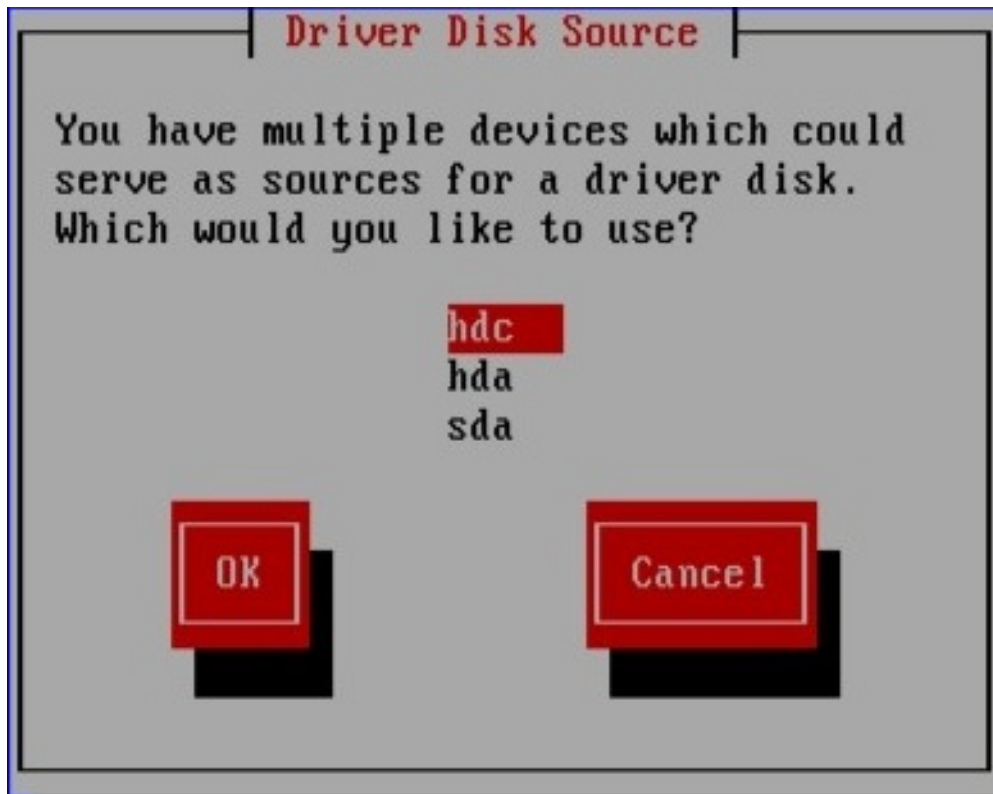 Driver Disk Source
You have multiple devices which could
serve as sources for a driver disk.
Which would you like to use?
hdc
hda
sda
OK Cancel